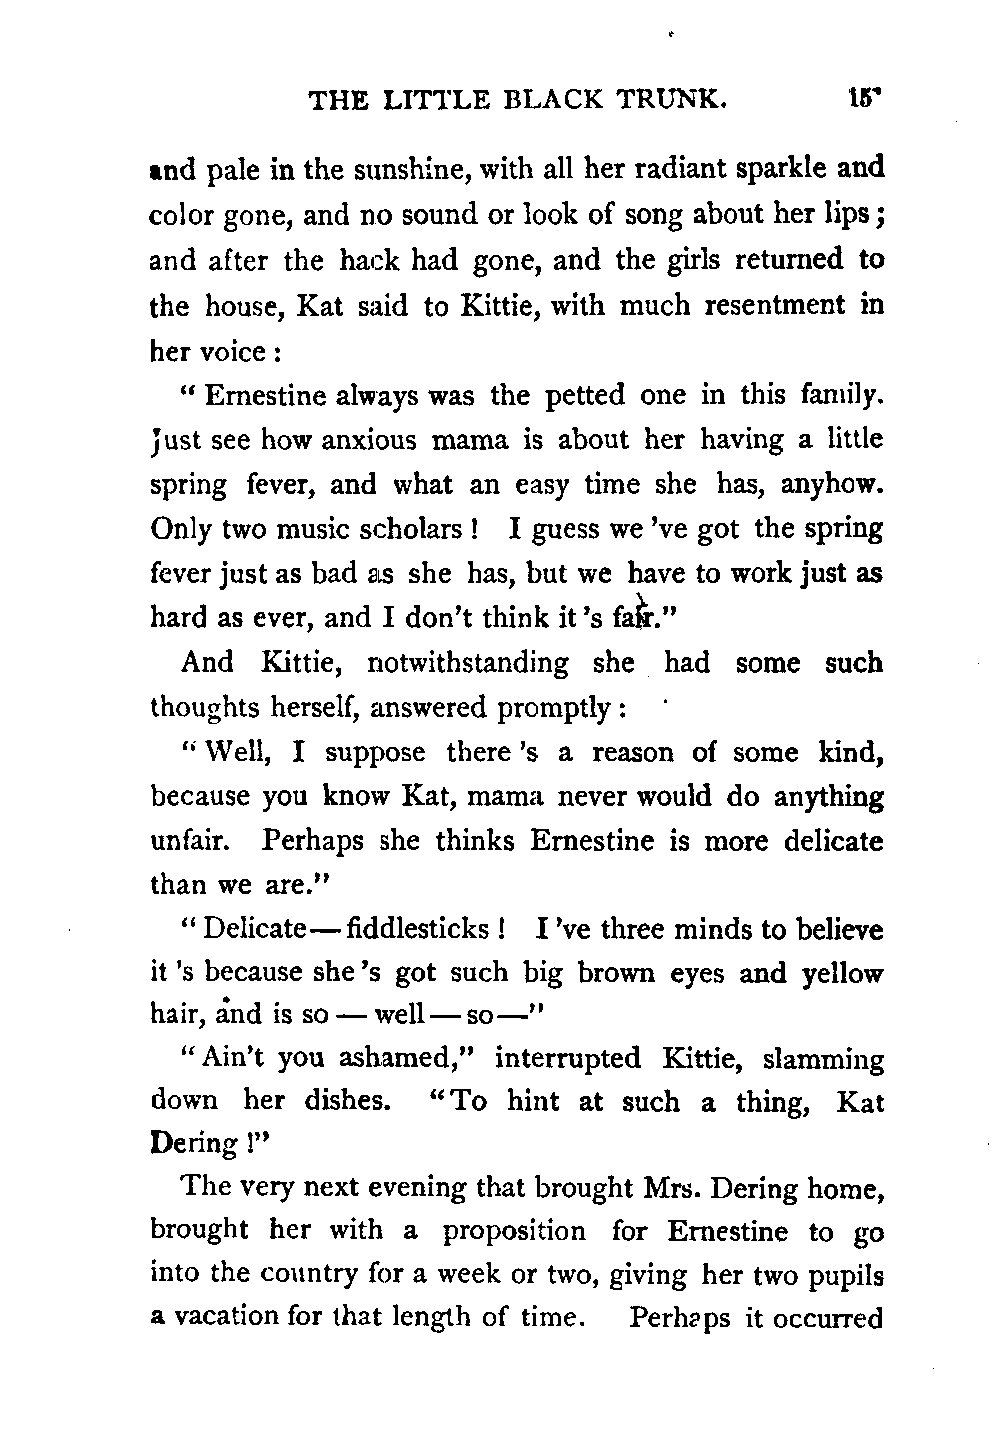 THE LITTLE BLACK TRUNK. 15
and pale in the sunshine, with all her radiant sparkle and
color gone, and no sound or look of song about her lips;
and after the hack had gone, and the girls returned to
the house, Kat said to Kittie, with much resentment in
her voice:
"Ernestine always was the petted one in this family.
Just see how anxious mama is about her having a little
spring fever, and what an easy time she has, anyhow.
Only two music scholars! I guess we 've got the spring
fever just as bad as she has, but we have to work just as
hard as ever, and I don't think it 's fair."
And Kittie, notwithstanding she had some such
thoughts herself, answered promptly:
"Well, I suppose there 's a reason of some kind,
because you know Kat, mama never would do anything
unfair. Perhaps she thinks Ernestine is more delicate
than we are."
"Delicate—fiddlesticks! I 've three minds to believe
it 's because she 's got such big brown eyes and yellow
hair, and is so — well — so—"
"Ain't you ashamed," interrupted Kittie, slamming
down her dishes. "To hint at such a thing, Kat
Dering!"
The very next evening that brought Mrs. Dering home,
brought her with a proposition for Ernestine to go
into the country for a week or two, giving her two pupils
a vacation for that length of time. Perhaps it occurred